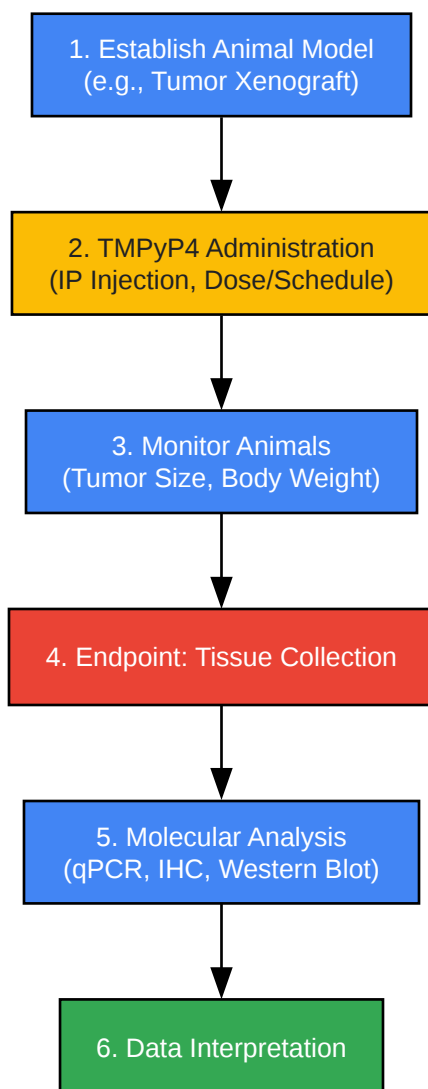 1. Establish Animal Model
(e.g., Tumor Xenograft)
2. TMPyP4 Administration
(IP Injection, Dose/Schedule)
3. Monitor Animals
(Tumor Size, Body Weight)
4. Endpoint: Tissue Collection
5. Molecular Analysis
(qPCR, IHC, Western Blot)
6. Data Interpretation